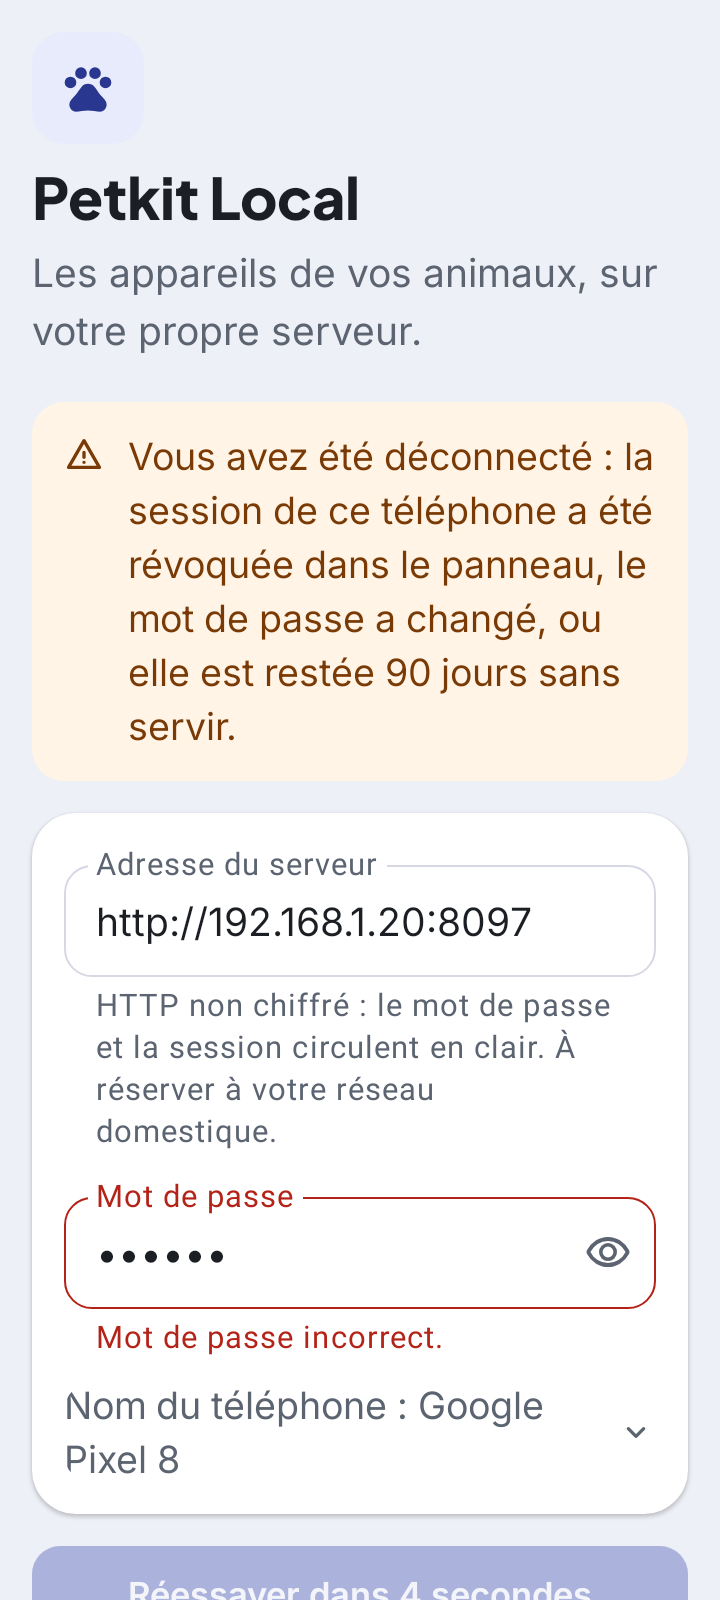 Petkit Local
Les appareils de vos animaux, sur
votre propre serveur.
Vous avez été déconnecté : la
session de ce téléphone a été
révoquée dans le panneau, le
mot de passe a changé, ou
elle est restée 90 jours sans
servir.
Adresse du serveur
http://192.168.1.20:8097
HTTP non chiffré : le mot de passe
et la session circulent en clair. À
réserver à votre réseau
domestique.
Mot de passe
••••••
Mot de passe incorrect.
Nom du téléphone : Google
Pixel 8
Réessayer dans 4 secondes